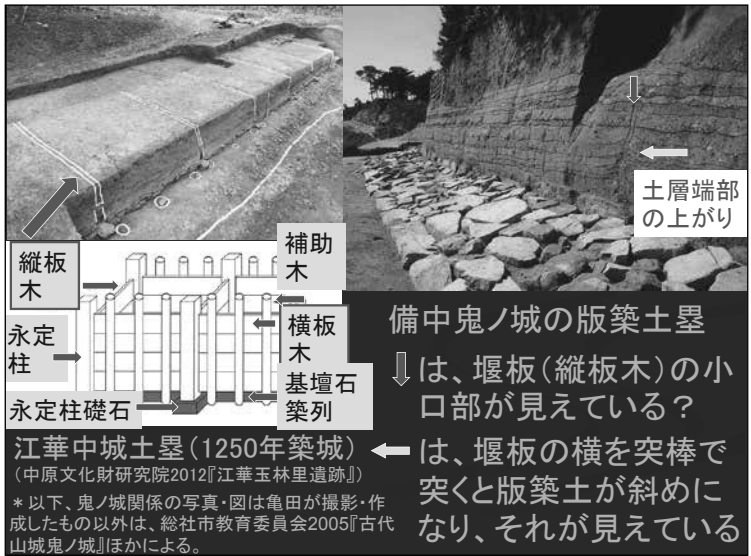 土層端部
の上がり
縦板
木
補助
木
永定
柱
横板
木
基壇石
築列
永定柱礎石
江華中城土塁(1250年築城)
(中原文化財研究院2012『江華玉林里遺跡』)
*以下、鬼ノ城関係の写真・図は亀田が撮影・作
成したもの以外は、総社市教育委員会2005『古代
山城鬼ノ城』ほかによる。
備中鬼ノ城の版築土塁
は、堰板(縦板木)の小
口部が見えている?
は、堰板の横を突棒で
突くと版築土が斜めに
なり、それが見えている